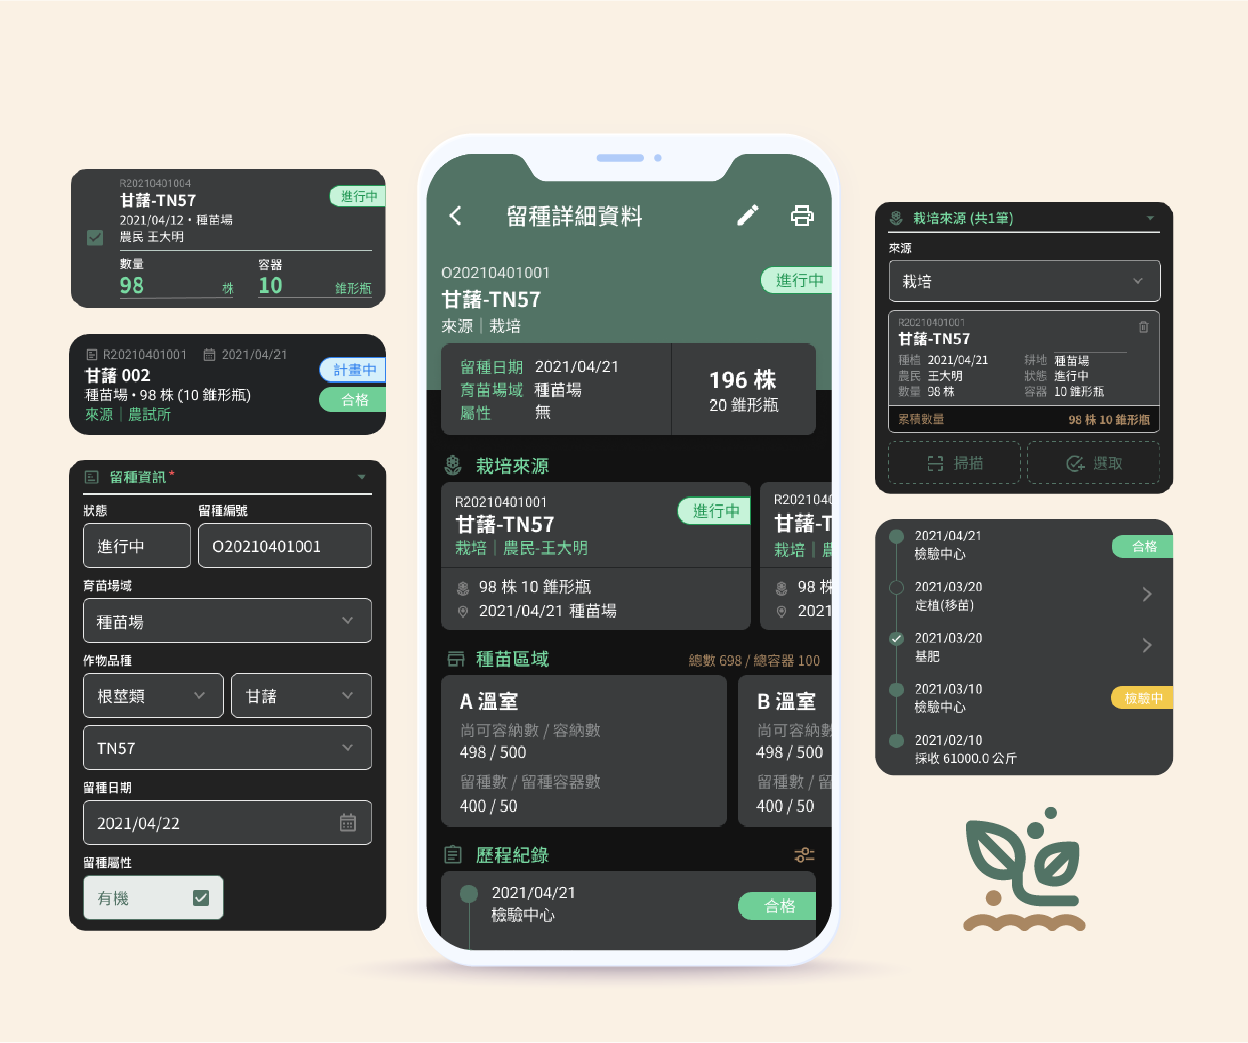 R20210401004
甘藷-TN57
進行中
2021/04/12・種苗場
農民 王大明
數量
容器
98 株
10 錐形瓶
R20210401001 2021/04/21
甘藷 002
計畫中
種苗場・98 株 (10 錐形瓶)
合格
來源｜農試所
留種資訊 *
狀態 留種編號
進行中 O20210401001
育苗場域
種苗場
作物品種
根莖類 甘藷
TN57
留種日期
2021/04/22
留種屬性
有機
留種詳細資料
O20210401001
進行中
甘藷-TN57
來源｜栽培
留種日期 2021/04/21
育苗場域 種苗場
屬性 無
196 株
20 錐形瓶
栽培來源
R20210401001
甘藷-TN57
進行中
栽培｜農民-王大明
98 株 10 錐形瓶
2021/04/21 種苗場
R202104
甘藷-T
栽培｜農
98 株
2021
種苗區域
總數 698 / 總容器 100
A 溫室
尚可容納數 / 容納數
498 / 500
留種數 / 留種容器數
400 / 50
B 溫室
尚可容納數
498 / 500
留種數 / 留
400 / 50
歷程紀錄
2021/04/21
檢驗中心
合格
栽培來源 (共1筆)
來源
栽培
R20210401001
甘藷-TN57
種植 2021/04/21 耕地 種苗場
農民 王大明 狀態 進行中
數量 98 株 容器 10 錐形瓶
累積數量 98 株 10 錐形瓶
掃描 選取
2021/04/21
檢驗中心
合格
2021/03/20
定植(移苗)
2021/03/20
基肥
2021/03/10
檢驗中心
檢驗中
2021/02/10
採收 61000.0 公斤